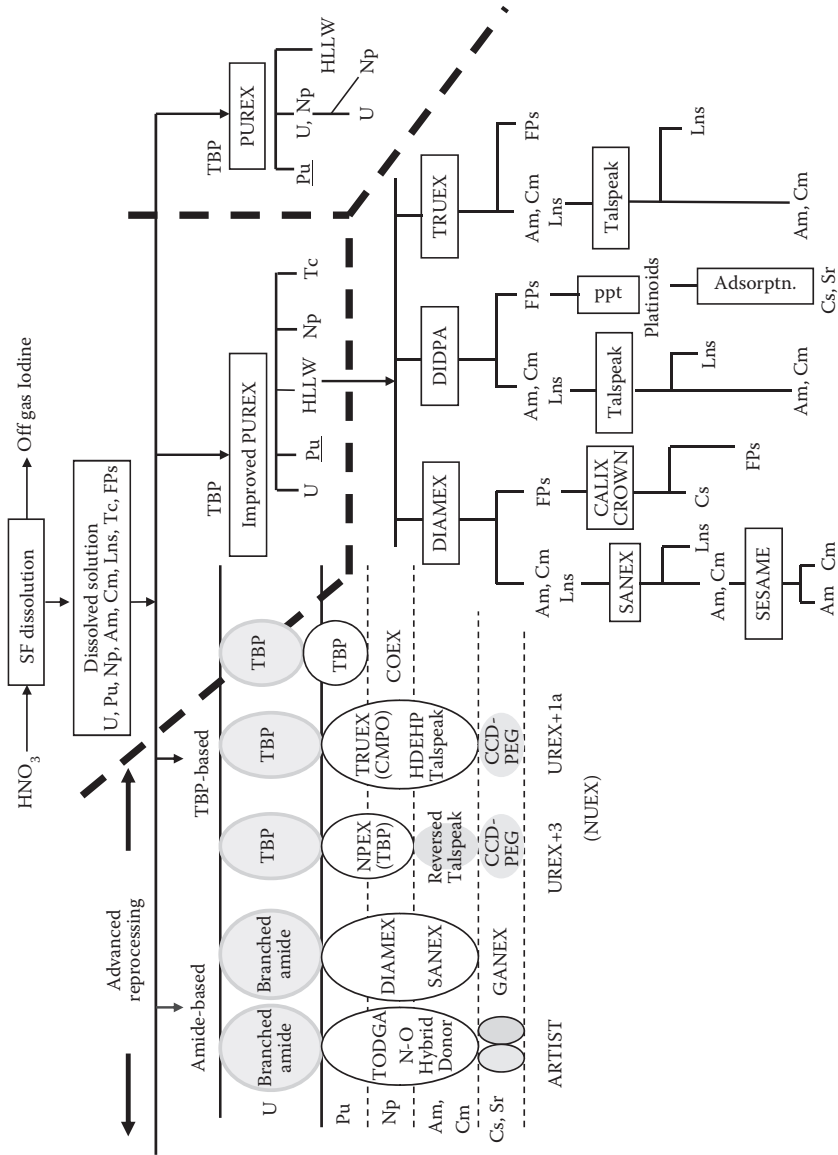 HNO3
SF dissolution
Off gas Iodine
Dissolved solution
U, Pu, Np, Am, Cm, Lns, Tc, FPs
Advanced
reprocessing
Amide-based
TBP-based
U
Branched
amide
Branched
amide
TBP
TBP
TBP
Pu
Np
Am,
Cm
Cs, Sr
TODGA
N-O
Hybrid
Donor
DIAMEX
SANEX
NPEX
(TBP)
Reversed
Talspeak
CCD-
PEG
TRUEX
(CMPO)
HDEHP
Talspeak
CCD-
PEG
TBP
COEX
ARTIST
GANEX
UREX+3
UREX+1a
(NUEX)
TBP
Improved PUREX
U
Pu
HLLW
Np
Tc
TBP
PUREX
Pu
U, Np
HLLW
U
Np
DIAMEX
Am, Cm
Lns
FPs
SANEX
Lns
Am, Cm
SESAME
Am
Cm
CALIX
CROWN
Cs
FPs
DIDPA
Am, Cm
Lns
FPs
Talspeak
Lns
Am, Cm
ppt
Platinoids
Adsorptn.
Cs, Sr
TRUEX
Am, Cm
Lns
FPs
Talspeak
Lns
Am, Cm